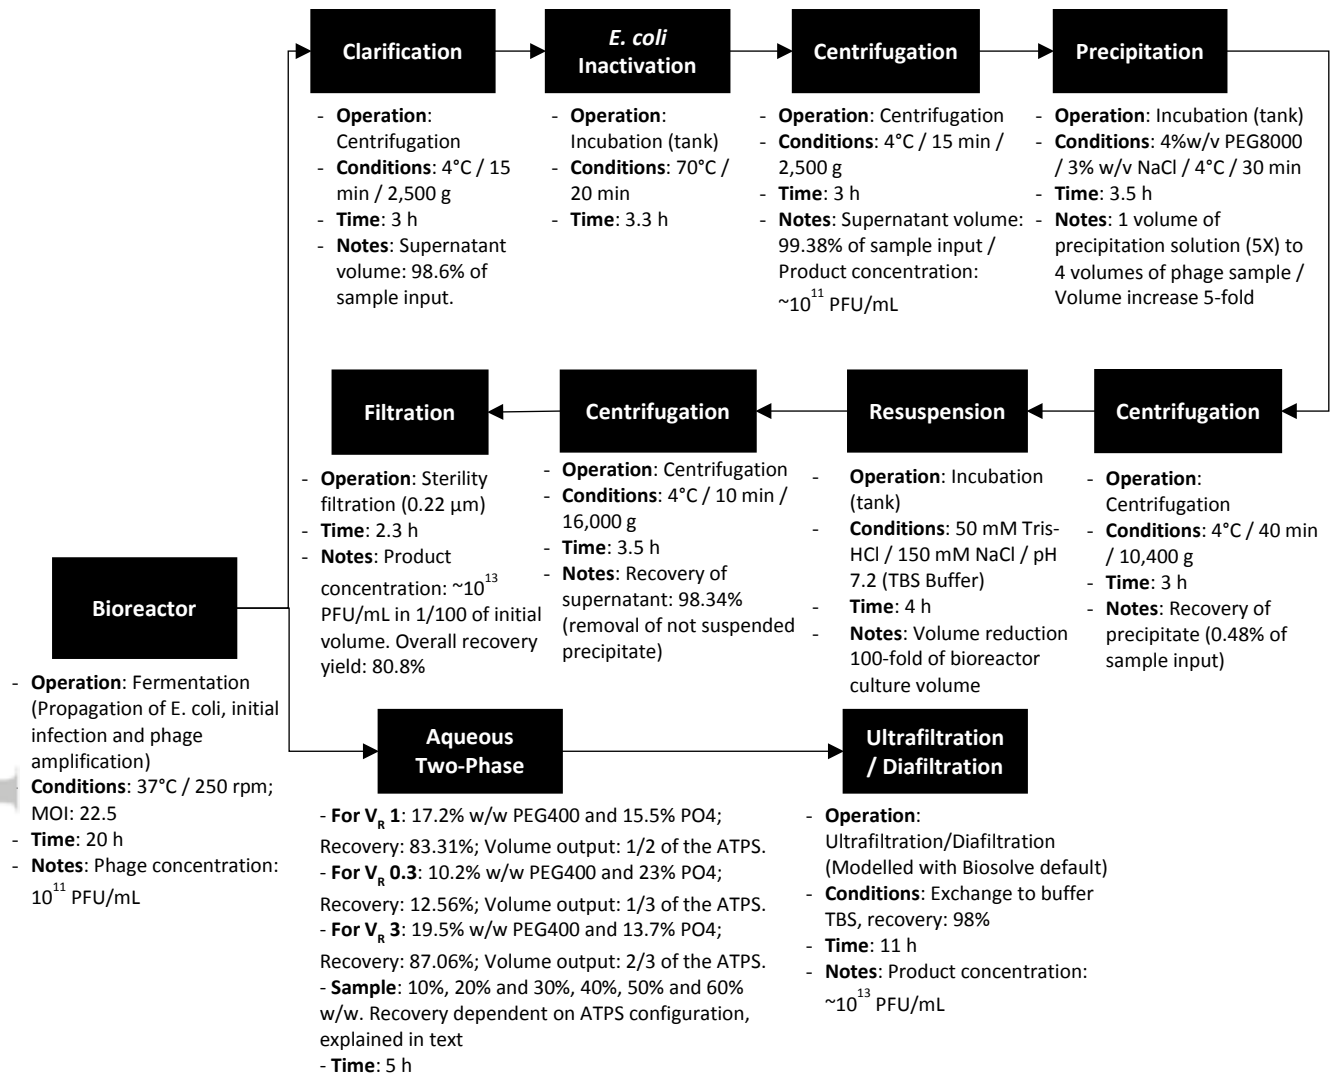 Clarification
- Operation:
Centrifugation
- Conditions: 4°C / 15
min / 2,500 g
- Time: 3 h
- Notes: Supernatant
volume: 98.6% of
sample input.
E. coli
Inactivation
- Operation:
Incubation (tank)
- Conditions: 70°C /
20 min
- Time: 3.3 h
Centrifugation
- Operation: Centrifugation
- Conditions: 4°C / 15 min /
2,500 g
- Time: 3 h
- Notes: Supernatant volume:
99.38% of sample input /
Product concentration:
~10^11 PFU/mL
Precipitation
- Operation: Incubation (tank)
- Conditions: 4%w/v PEG8000
/ 3% w/v NaCl / 4°C / 30 min
- Time: 3.5 h
- Notes: 1 volume of
precipitation solution (5X) to
4 volumes of phage sample /
Volume increase 5-fold
Centrifugation
- Operation:
Centrifugation
- Conditions: 4°C / 40 min
/ 10,400 g
- Time: 3 h
- Notes: Recovery of
precipitate (0.48% of
sample input)
Resuspension
- Operation: Incubation
(tank)
- Conditions: 50 mM Tris-
HCl / 150 mM NaCl / pH
7.2 (TBS Buffer)
- Time: 4 h
- Notes: Volume reduction
100-fold of bioreactor
culture volume
Centrifugation
- Operation: Centrifugation
- Conditions: 4°C / 10 min /
16,000 g
- Time: 3.5 h
- Notes: Recovery of
supernatant: 98.34%
(removal of not suspended
precipitate)
Filtration
- Operation: Sterility
filtration (0.22 µm)
- Time: 2.3 h
- Notes: Product
concentration: ~10^13
PFU/mL in 1/100 of initial
volume. Overall recovery
yield: 80.8%
Bioreactor
- Operation: Fermentation
(Propagation of E. coli, initial
infection and phage
amplification)
- Conditions: 37°C / 250 rpm;
MOI: 22.5
- Time: 20 h
- Notes: Phage concentration:
10^11 PFU/mL
Aqueous
Two-Phase
- For V_R 1: 17.2% w/w PEG400 and 15.5% PO4;
Recovery: 83.31%; Volume output: 1/2 of the ATPS.
- For V_R 0.3: 10.2% w/w PEG400 and 23% PO4;
Recovery: 12.56%; Volume output: 1/3 of the ATPS.
- For V_R 3: 19.5% w/w PEG400 and 13.7% PO4;
Recovery: 87.06%; Volume output: 2/3 of the ATPS.
- Sample: 10%, 20% and 30%, 40%, 50% and 60%
w/w. Recovery dependent on ATPS configuration,
explained in text
- Time: 5 h
Ultrafiltration
/ Diafiltration
- Operation:
Ultrafiltration/Diafiltration
(Modelled with Biosolve default)
- Conditions: Exchange to buffer
TBS, recovery: 98%
- Time: 11 h
- Notes: Product concentration:
~10^13 PFU/mL